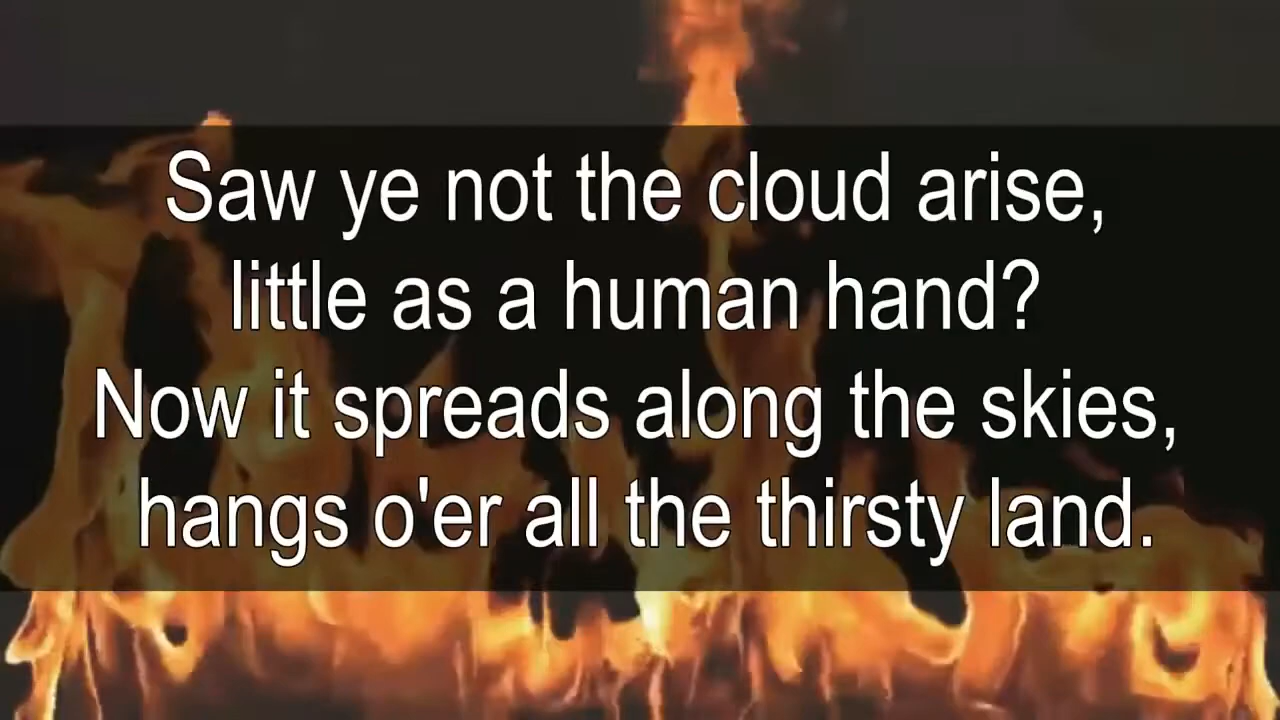 Saw ye not the cloud arise,
little as a human hand?
Now it spreads along the skies,
hangs o'er all the thirsty land.